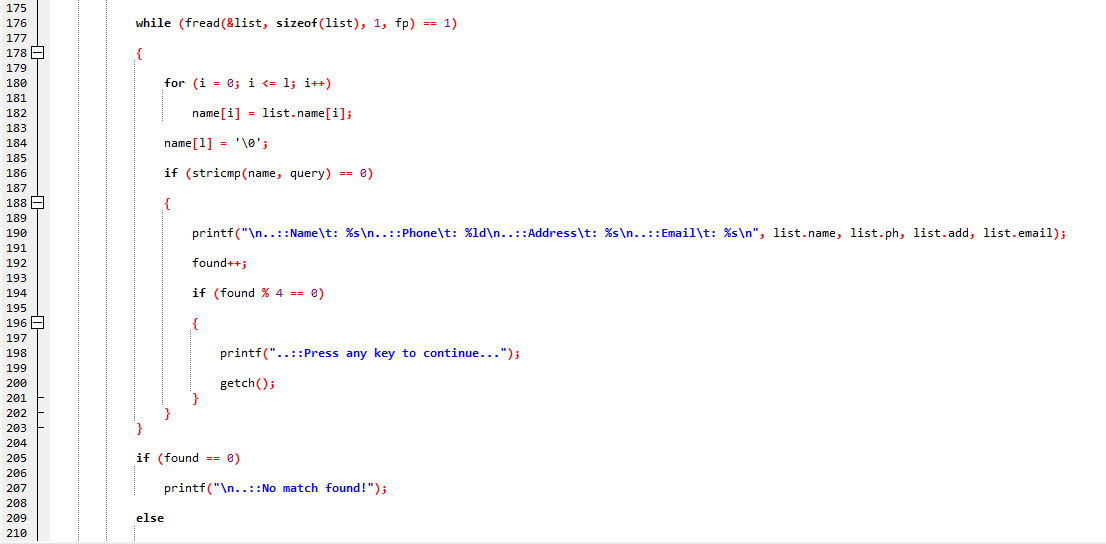 175
176 while (fread(&list, sizeof(list), 1, fp) == 1)
177
178 {
179
180 for (i = 0; i <= l; i++)
181
182 name[i] = list.name[i];
183
184 name[l] = '\0';
185
186 if (stricmp(name, query) == 0)
187
188 {
189
190 printf("\n..::Name\t: %s\n..::Phone\t: %ld\n..::Address\t: %s\n..::Email\t: %s\n", list.name, list.ph, list.add, list.email);
191
192 found++;
193
194 if (found % 4 == 0)
195
196 {
197
198 printf("..::Press any key to continue...");
199
200 getch();
201 }
202 }
203 }
204
205 if (found == 0)
206
207 printf("\n..::No match found!");
208
209 else
210